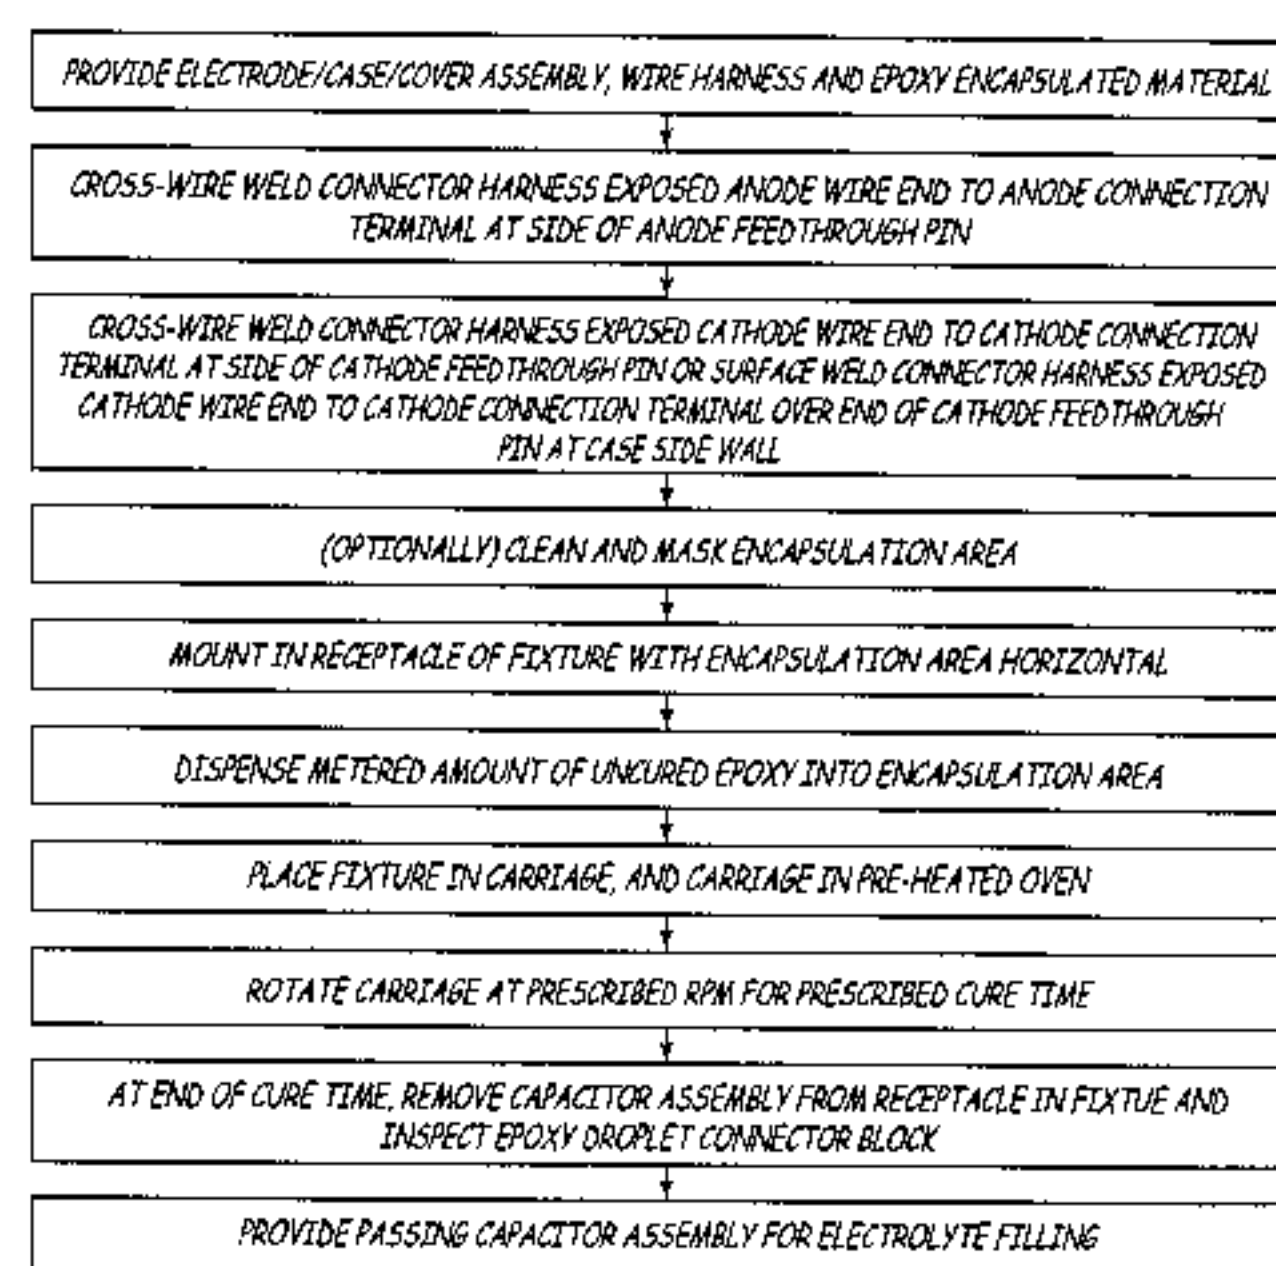 PROVIDE ELECTRODE/CASE/COVER ASSEMBLY, WIRE HARNESS AND EPOXY ENCAPSULATED MATERIAL
CROSS-WIRE WELD CONNECTOR HARNESS EXPOSED ANODE WIRE END TO ANODE CONNECTION
TERMINAL AT SIDE OF ANODE FEEDTHROUGH PIN
CROSS-WIRE WELD CONNECTOR HARNESS EXPOSED CATHODE WIRE END TO CATHODE CONNECTION
TERMINAL AT SIDE OF CATHODE FEEDTHROUGH PIN OR SURFACE WELD CONNECTOR HARNESS EXPOSED
CATHODE WIRE END TO CATHODE CONNECTION TERMINAL OVER END OF CATHODE FEEDTHROUGH
PIN AT CASE SIDE WALL
(OPTIONALLY) CLEAN AND MASK ENCAPSULATION AREA
MOUNT IN RECEPTACLE OF FIXTURE WITH ENCAPSULATION AREA HORIZONTAL
DISPENSE METERED AMOUNT OF UNCURED EPOXY INTO ENCAPSULATION AREA
PLACE FIXTURE IN CARRIAGE, AND CARRIAGE IN PRE-HEATED OVEN
ROTATE CARRIAGE AT PRESCRIBED RPM FOR PRESCRIBED CURE TIME
AT END OF CURE TIME, REMOVE CAPACITOR ASSEMBLY FROM RECEPTACLE IN FIXTUE AND
INSPECT EPOXY DROPLET CONNECTOR BLOCK
PROVIDE PASSING CAPACITOR ASSEMBLY FOR ELECTROLYTE FILLING